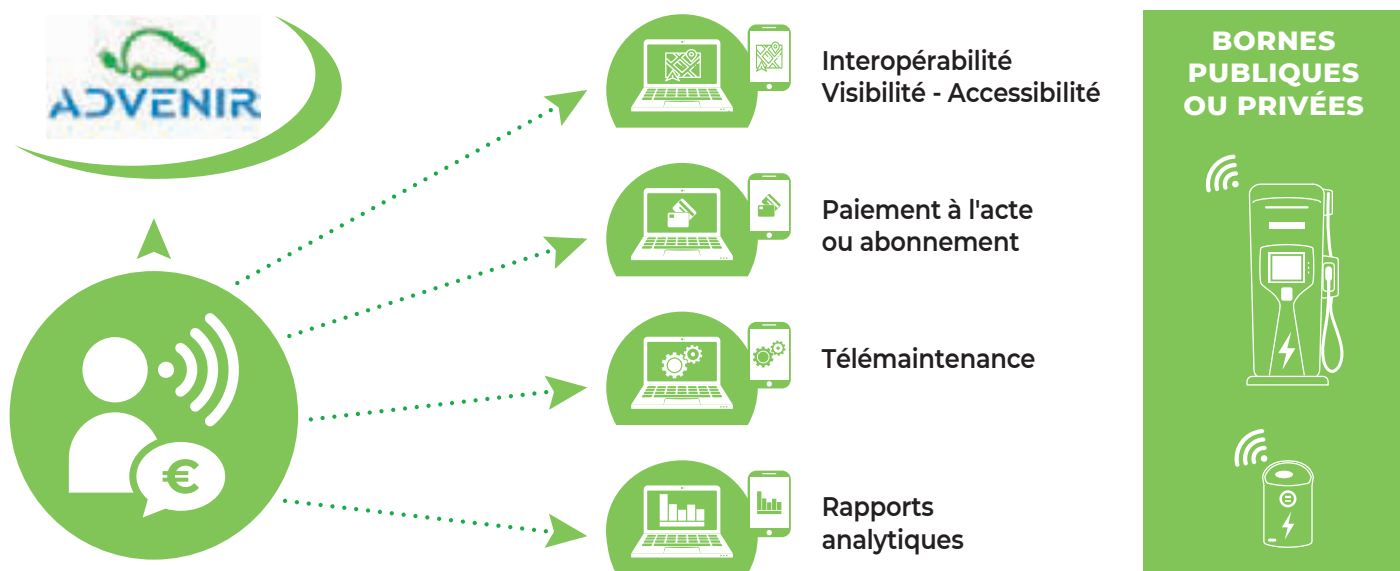 ADVENIR
Interopérabilité
Visibilité - Accessibilité
Paiement à l'acte
ou abonnement
Télémaintenance
Rapports
analytiques
BORNES
PUBLIQUES
OU PRIVÉES
€